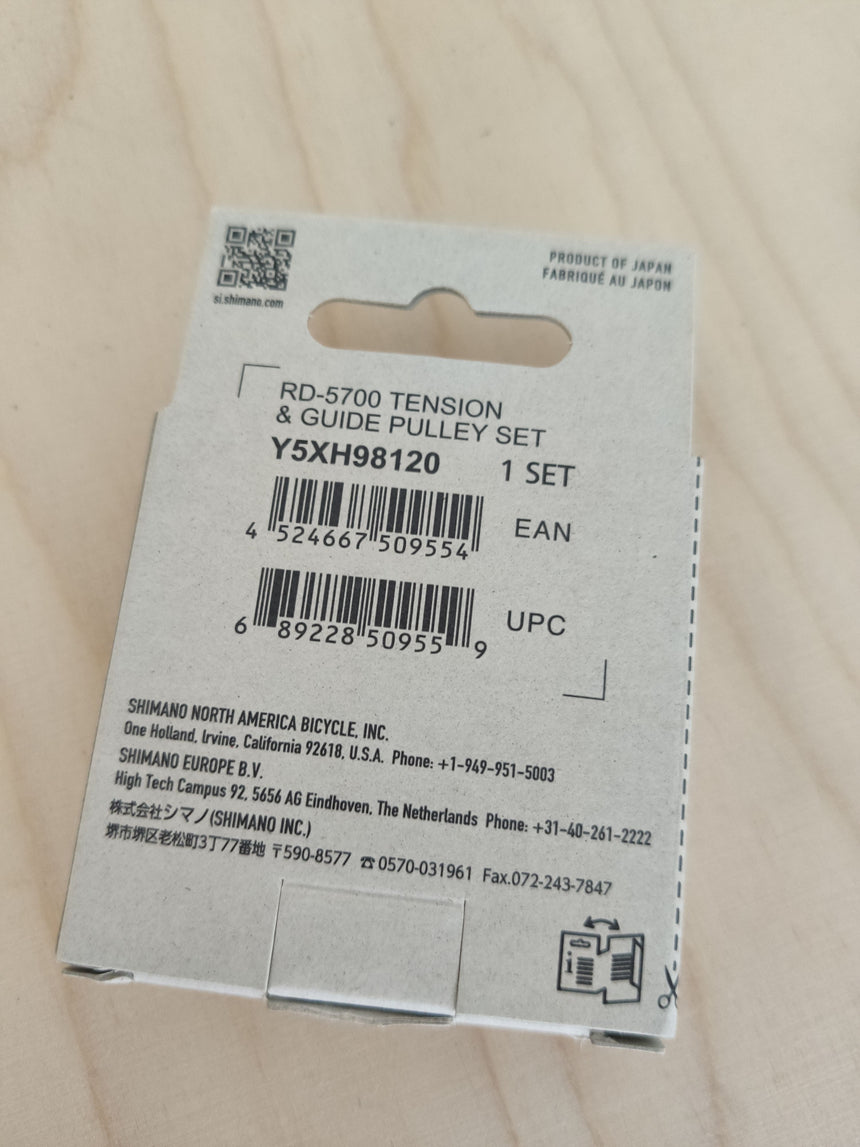 si.shimano.com
PRODUCT OF JAPAN
FABRIQUÉ AU JAPON
RD-5700 TENSION
& GUIDE PULLEY SET
Y5XH98120 1 SET
4 524667 509554 EAN
6 89228 50955 9 UPC
SHIMANO NORTH AMERICA BICYCLE, INC.
One Holland, Irvine, California 92618, U.S.A. Phone: +1-949-951-5003
SHIMANO EUROPE B.V.
High Tech Campus 92, 5656 AG Eindhoven, The Netherlands Phone: +31-40-261-2222
株式会社シマノ(SHIMANO INC.)
堺市堺区老松町3丁77番地 〒590-8577 ☎0570-031961 Fax.072-243-7847
i